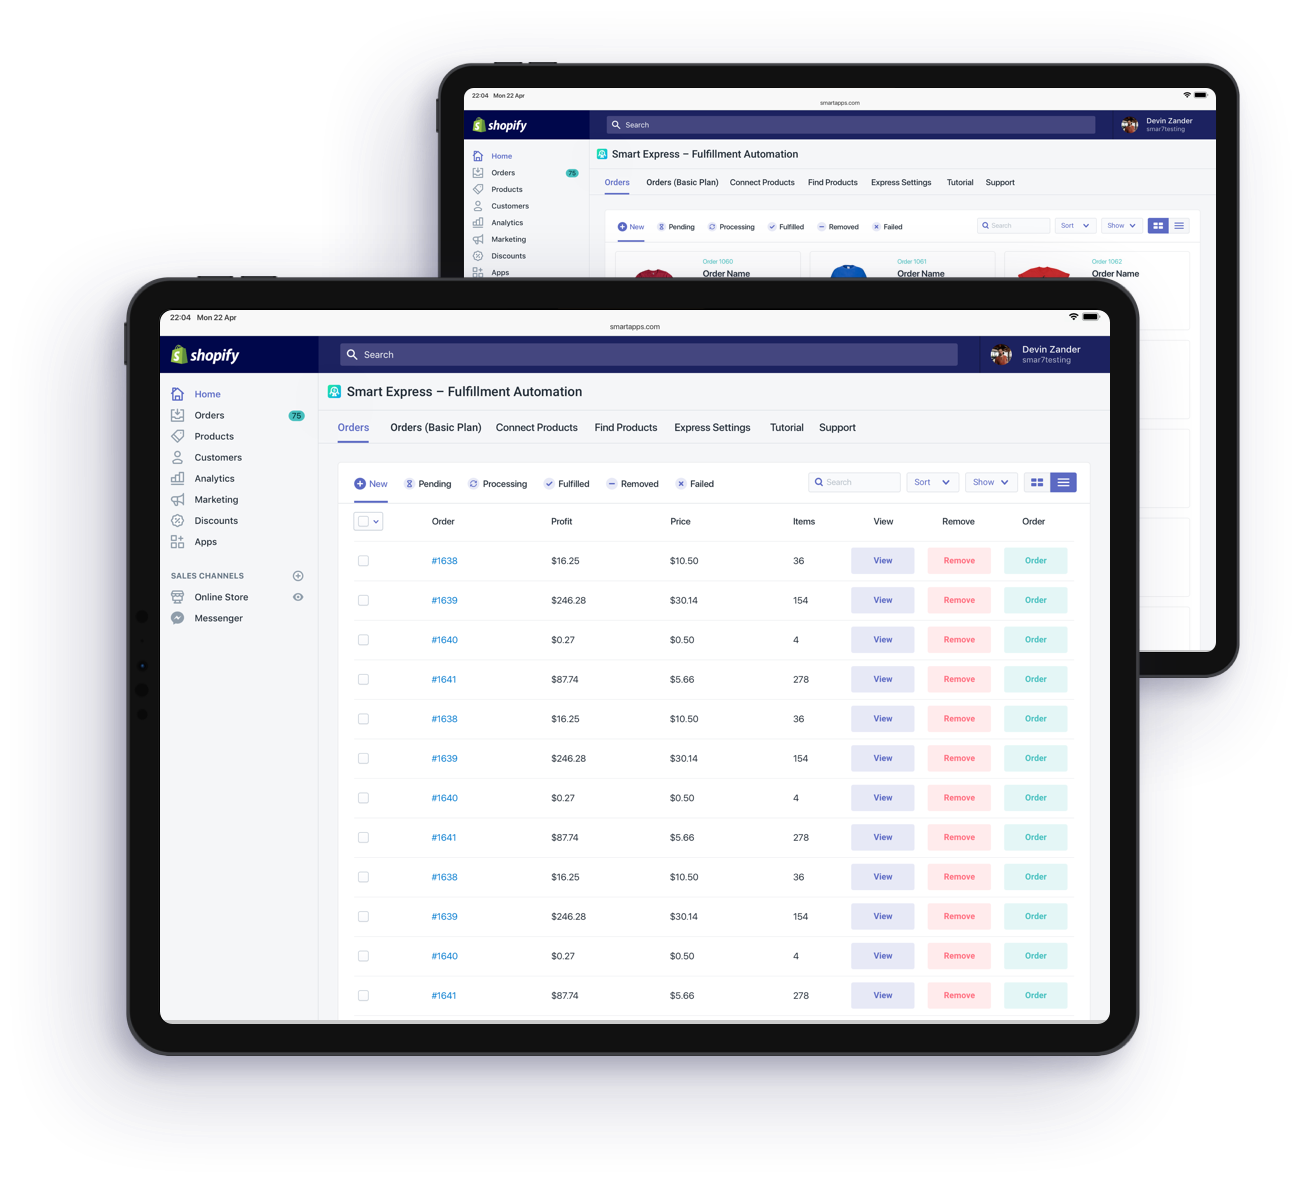 22:04 Mon 22 Apr
smartapps.com
shopify
Search
Devin Zander
smar7testing
Home
Orders 75
Products
Customers
Analytics
Marketing
Discounts
Apps
Smart Express – Fulfillment Automation
Orders Orders (Basic Plan) Connect Products Find Products Express Settings Tutorial Support
New Pending Processing Fulfilled Removed Failed Search Sort Show
Order 1060
Order Name
Order 1061
Order Name
Order 1062
Order Name
22:04 Mon 22 Apr
smartapps.com
shopify
Search
Devin Zander
smar7testing
Home
Orders 75
Products
Customers
Analytics
Marketing
Discounts
Apps
SALES CHANNELS
Online Store
Messenger
Smart Express – Fulfillment Automation
Orders Orders (Basic Plan) Connect Products Find Products Express Settings Tutorial Support
New Pending Processing Fulfilled Removed Failed Search Sort Show
Order Profit Price Items View Remove Order
#1638 $16.25 $10.50 36 View Remove Order
#1639 $246.28 $30.14 154 View Remove Order
#1640 $0.27 $0.50 4 View Remove Order
#1641 $87.74 $5.66 278 View Remove Order
#1638 $16.25 $10.50 36 View Remove Order
#1639 $246.28 $30.14 154 View Remove Order
#1640 $0.27 $0.50 4 View Remove Order
#1641 $87.74 $5.66 278 View Remove Order
#1638 $16.25 $10.50 36 View Remove Order
#1639 $246.28 $30.14 154 View Remove Order
#1640 $0.27 $0.50 4 View Remove Order
#1641 $87.74 $5.66 278 View Remove Order